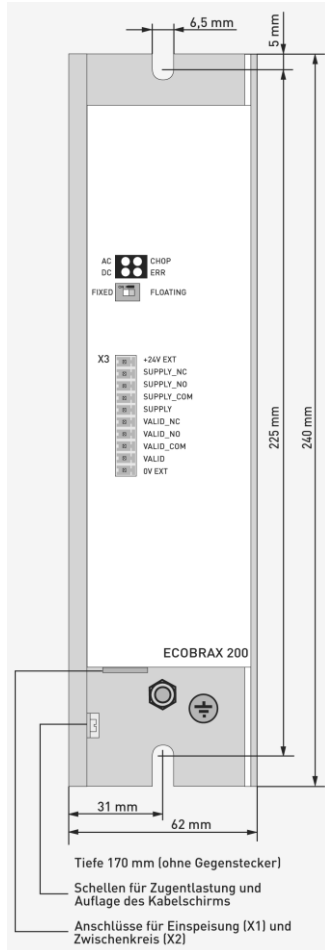 6,5 mm
5 mm
AC CHOP
DC ERR
FIXED FLOATING
X3 +24V EXT
SUPPLY_NC
SUPPLY_NO
SUPPLY_COM
SUPPLY
VALID_NC
VALID_NO
VALID_COM
VALID
0V EXT
225 mm
240 mm
ECOBRAX 200
31 mm
62 mm
Tiefe 170 mm (ohne Gegenstecker)
Schellen für Zugentlastung und
Auflage des Kabelschirms
Anschlüsse für Einspeisung (X1) und
Zwischenkreis (X2)